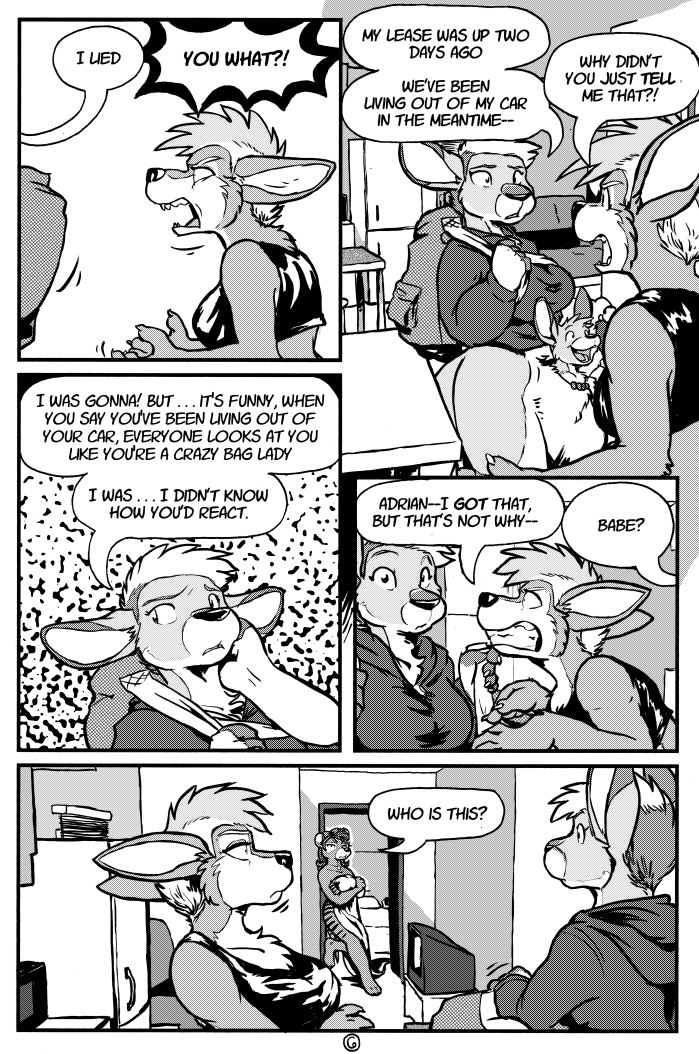 I LIED
YOU WHAT?!
MY LEASE WAS UP TWO
DAYS AGO
WE'VE BEEN
LIVING OUT OF MY CAR
IN THE MEANTIME--
WHY DIDN'T
YOU JUST TELL
ME THAT?!
I WAS GONNA! BUT . . . IT'S FUNNY, WHEN
YOU SAY YOU'VE BEEN LIVING OUT OF
YOUR CAR, EVERYONE LOOKS AT YOU
LIKE YOU'RE A CRAZY BAG LADY
I WAS . . . I DIDN'T KNOW
HOW YOU'D REACT.
ADRIAN--I GOT THAT,
BUT THAT'S NOT WHY--
BABE?
WHO IS THIS?
G